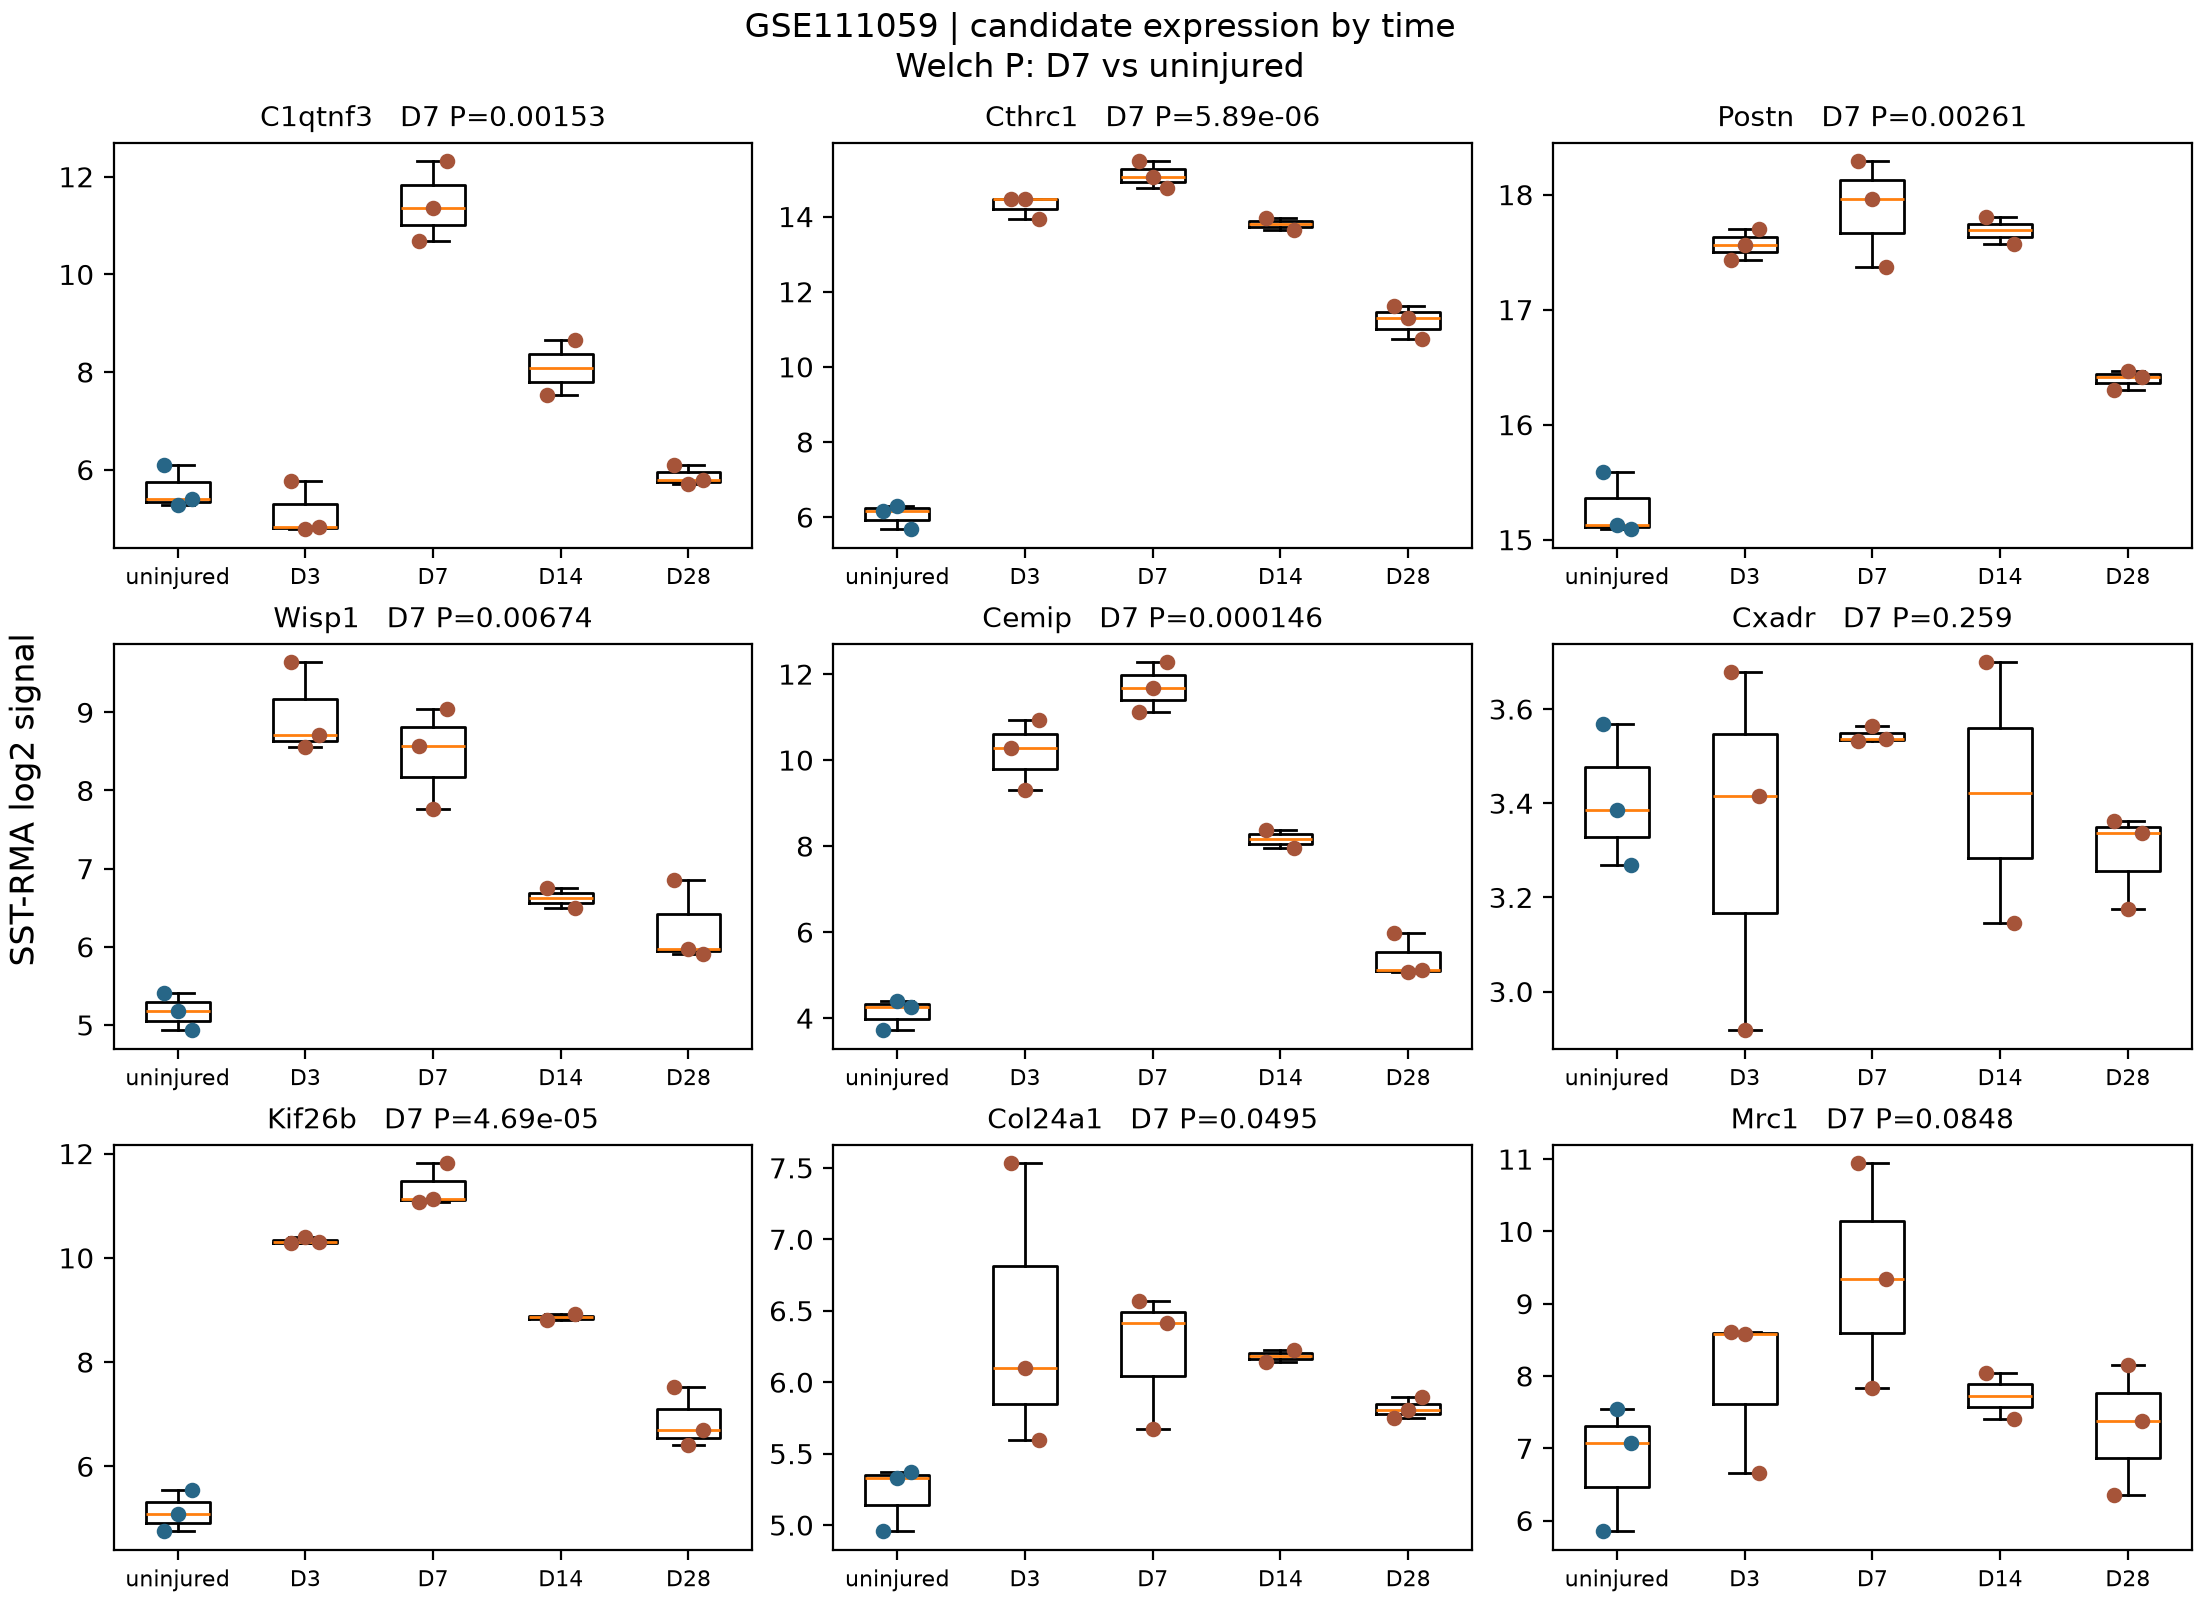 GSE111059 | candidate expression by time
Welch P: D7 vs uninjured
SST-RMA log2 signal
C1qtnf3 D7 P=0.00153
12
10
8
6
uninjured D3 D7 D14 D28
Cthrc1 D7 P=5.89e-06
14
12
10
8
6
uninjured D3 D7 D14 D28
Postn D7 P=0.00261
18
17
16
15
uninjured D3 D7 D14 D28
Wisp1 D7 P=0.00674
9
8
7
6
5
uninjured D3 D7 D14 D28
Cemip D7 P=0.000146
12
10
8
6
4
uninjured D3 D7 D14 D28
Cxadr D7 P=0.259
3.6
3.4
3.2
3.0
uninjured D3 D7 D14 D28
Kif26b D7 P=4.69e-05
12
10
8
6
uninjured D3 D7 D14 D28
Col24a1 D7 P=0.0495
7.5
7.0
6.5
6.0
5.5
5.0
uninjured D3 D7 D14 D28
Mrc1 D7 P=0.0848
11
10
9
8
7
6
uninjured D3 D7 D14 D28